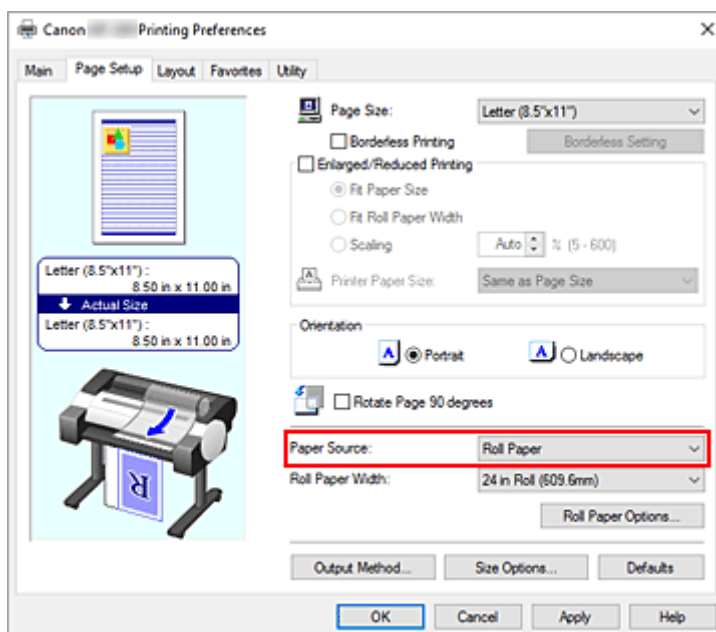 Canon Printing Preferences
Main Page Setup Layout Favorites Utility
Page Size: Letter (8.5"x11")
Borderless Printing Borderless Setting
Enlarged/Reduced Printing
Fit Paper Size
Fit Roll Paper Width
Scaling Auto % (5 - 600)
Printer Paper Size: Same as Page Size
Letter (8.5"x11") :
8.50 in x 11.00 in
Actual Size
Letter (8.5"x11") :
8.50 in x 11.00 in
Orientation
A Portrait A Landscape
Rotate Page 90 degrees
Paper Source: Roll Paper
Roll Paper Width: 24 in Roll (609.6mm)
Roll Paper Options...
R
Output Method... Size Options... Defaults
OK Cancel Apply Help